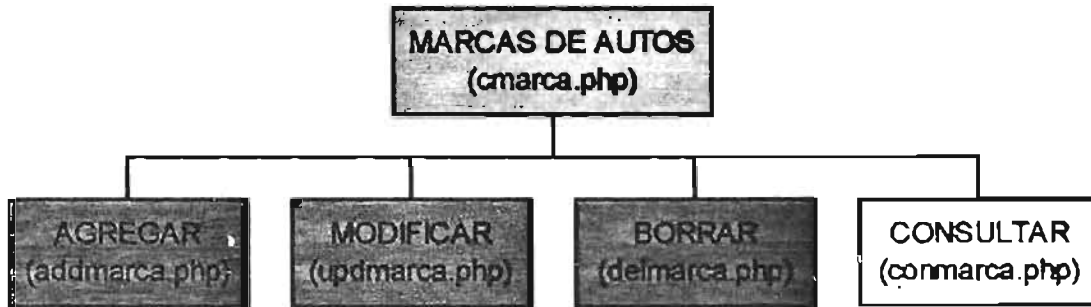 MARCAS DE AUTOS
(cmarca.php)
AGREGAR
(addmarca.php)
MODIFICAR
(updmarca.php)
BORRAR
(delmarca.php)
CONSULTAR
(conmarca.php)